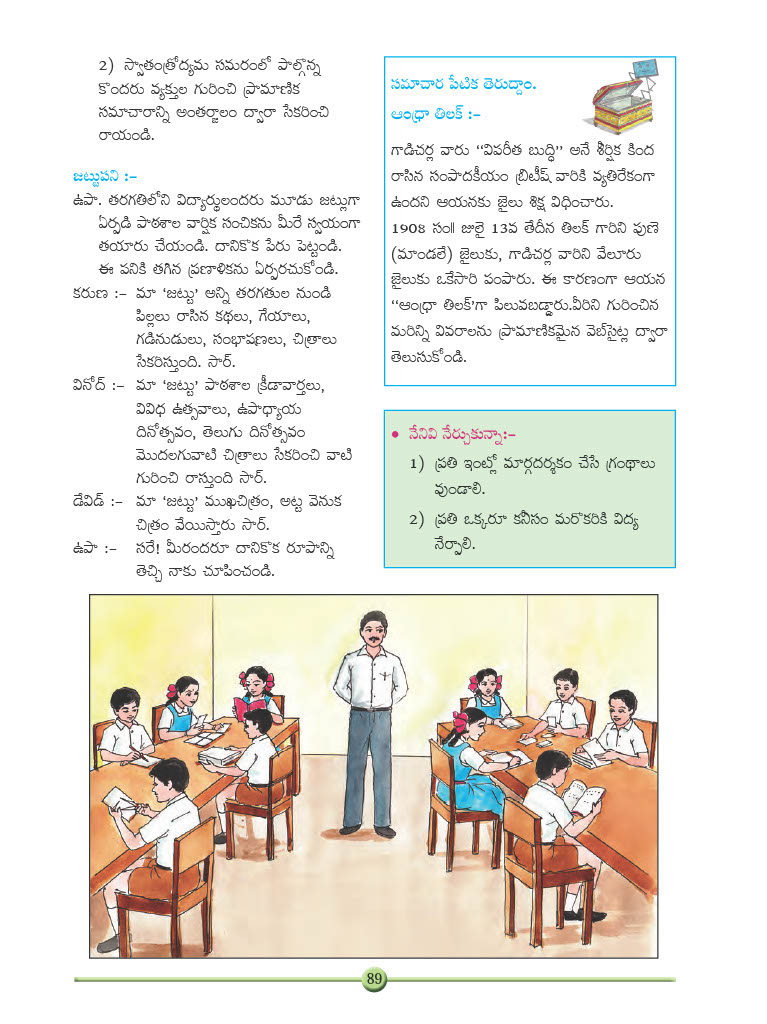 2) స్వాతంత్రోద్యమ సమరంలో పాల్గొన్న
కొందరు వ్యక్తుల గురించి ప్రామాణిక
సమాచారాన్ని అంతర్జాలం ద్వారా సేకరించి
రాయండి.
జట్టుపని :–
ఉపా. తరగతిలోని విద్యార్థులందరు మూడు జట్లుగా
ఏర్పడి పాఠశాల వార్షిక సంచికను మీరే స్వయంగా
తయారు చేయండి. దానికొక పేరు పెట్టండి.
ఈ పనికి తగిన ప్రణాళికను ఏర్పరచుకోండి.
కరుణ :– మా ‘జట్టు’ అన్ని తరగతుల నుండి
పిల్లలు రాసిన కథలు, గేయాలు,
గడినుడులు, సంభాషణలు, చిత్రాలు
సేకరిస్తుంది. సార్.
వినోద్ :– మా ‘జట్టు’ పాఠశాల క్రీడావార్తలు,
వివిధ ఉత్సవాలు, ఉపాధ్యాయ
దినోత్సవం, తెలుగు దినోత్సవం
మొదలగువాటి చిత్రాలు సేకరించి వాటి
గురించి రాస్తుంది సార్.
డేవిడ్ :– మా ‘జట్టు’ ముఖచిత్రం, అట్ట వెనుక
చిత్రం వేయిస్తారు సార్.
ఉపా :– సరే! మీరందరూ దానికొక రూపాన్ని
తెచ్చి నాకు చూపించండి.
సమాచార పేటిక తెరుద్దాం.
ఆంధ్రా తిలక్ :–
గాడిచర్ల వారు “విపరీత బుద్ధి” అనే శీర్షిక కింద
రాసిన సంపాదకీయం బ్రిటీష్ వారికి వ్యతిరేకంగా
ఉందని ఆయనకు జైలు శిక్ష విధించారు.
1908 సం॥ జులై 13వ తేదీన తిలక్ గారిని పుణె
(మాండలే) జైలుకు, గాడిచర్ల వారిని వేలూరు
జైలుకు ఒకేసారి పంపారు. ఈ కారణంగా ఆయన
“ఆంధ్రా తిలక్’గా పిలువబడ్డారు.వీరిని గురించిన
మరిన్ని వివరాలను ప్రామాణికమైన వెబ్‌సైట్ల ద్వారా
తెలుసుకోండి.
• నేనివి నేర్చుకున్నా:–
1) ప్రతి ఇంట్లో మార్గదర్శకం చేసే గ్రంథాలు
వుండాలి.
2) ప్రతి ఒక్కరూ కనీసం మరొకరికి విద్య
నేర్పాలి.
89